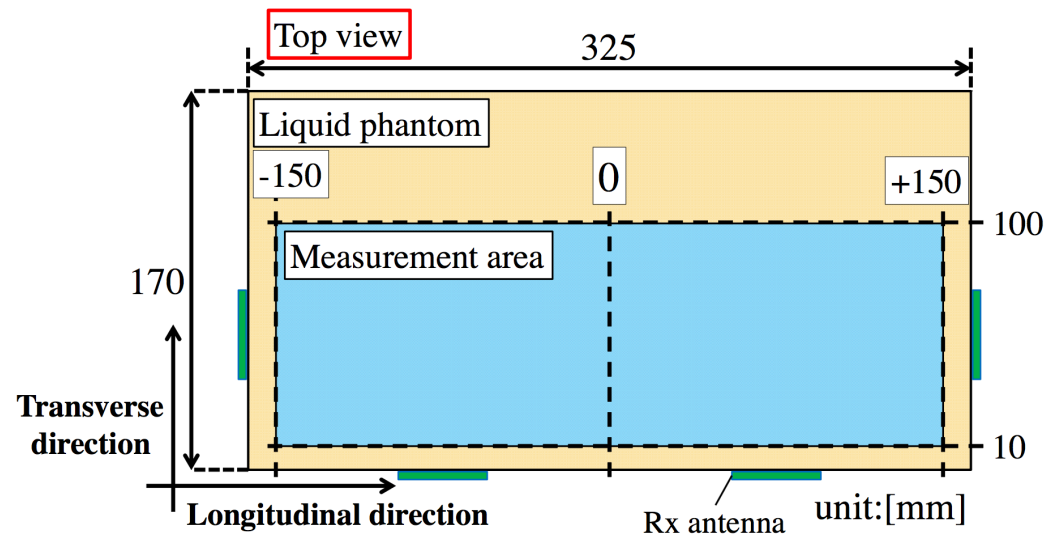 Top view
325
Liquid phantom
-150
0
+150
100
Measurement area
170
Transverse
direction
10
Longitudinal direction
Rx antenna
unit:[mm]